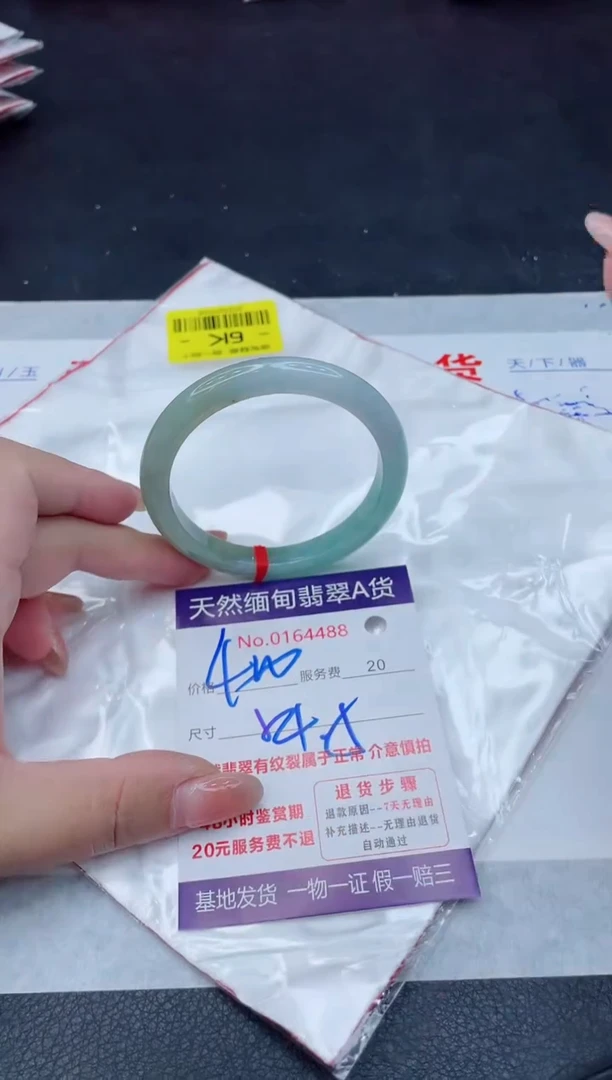 6K
货
天/下/器
/玉
天然缅甸翡翠A货
No.0164488
价格 400 服务费 20
尺寸
翡翠有纹裂属于正常 介意慎拍
48小时鉴赏期
20元服务费不退
退货步骤
退款原因--7天无理由
补充描述--无理由退货
自动通过
基地发货 一物一证 假一赔三